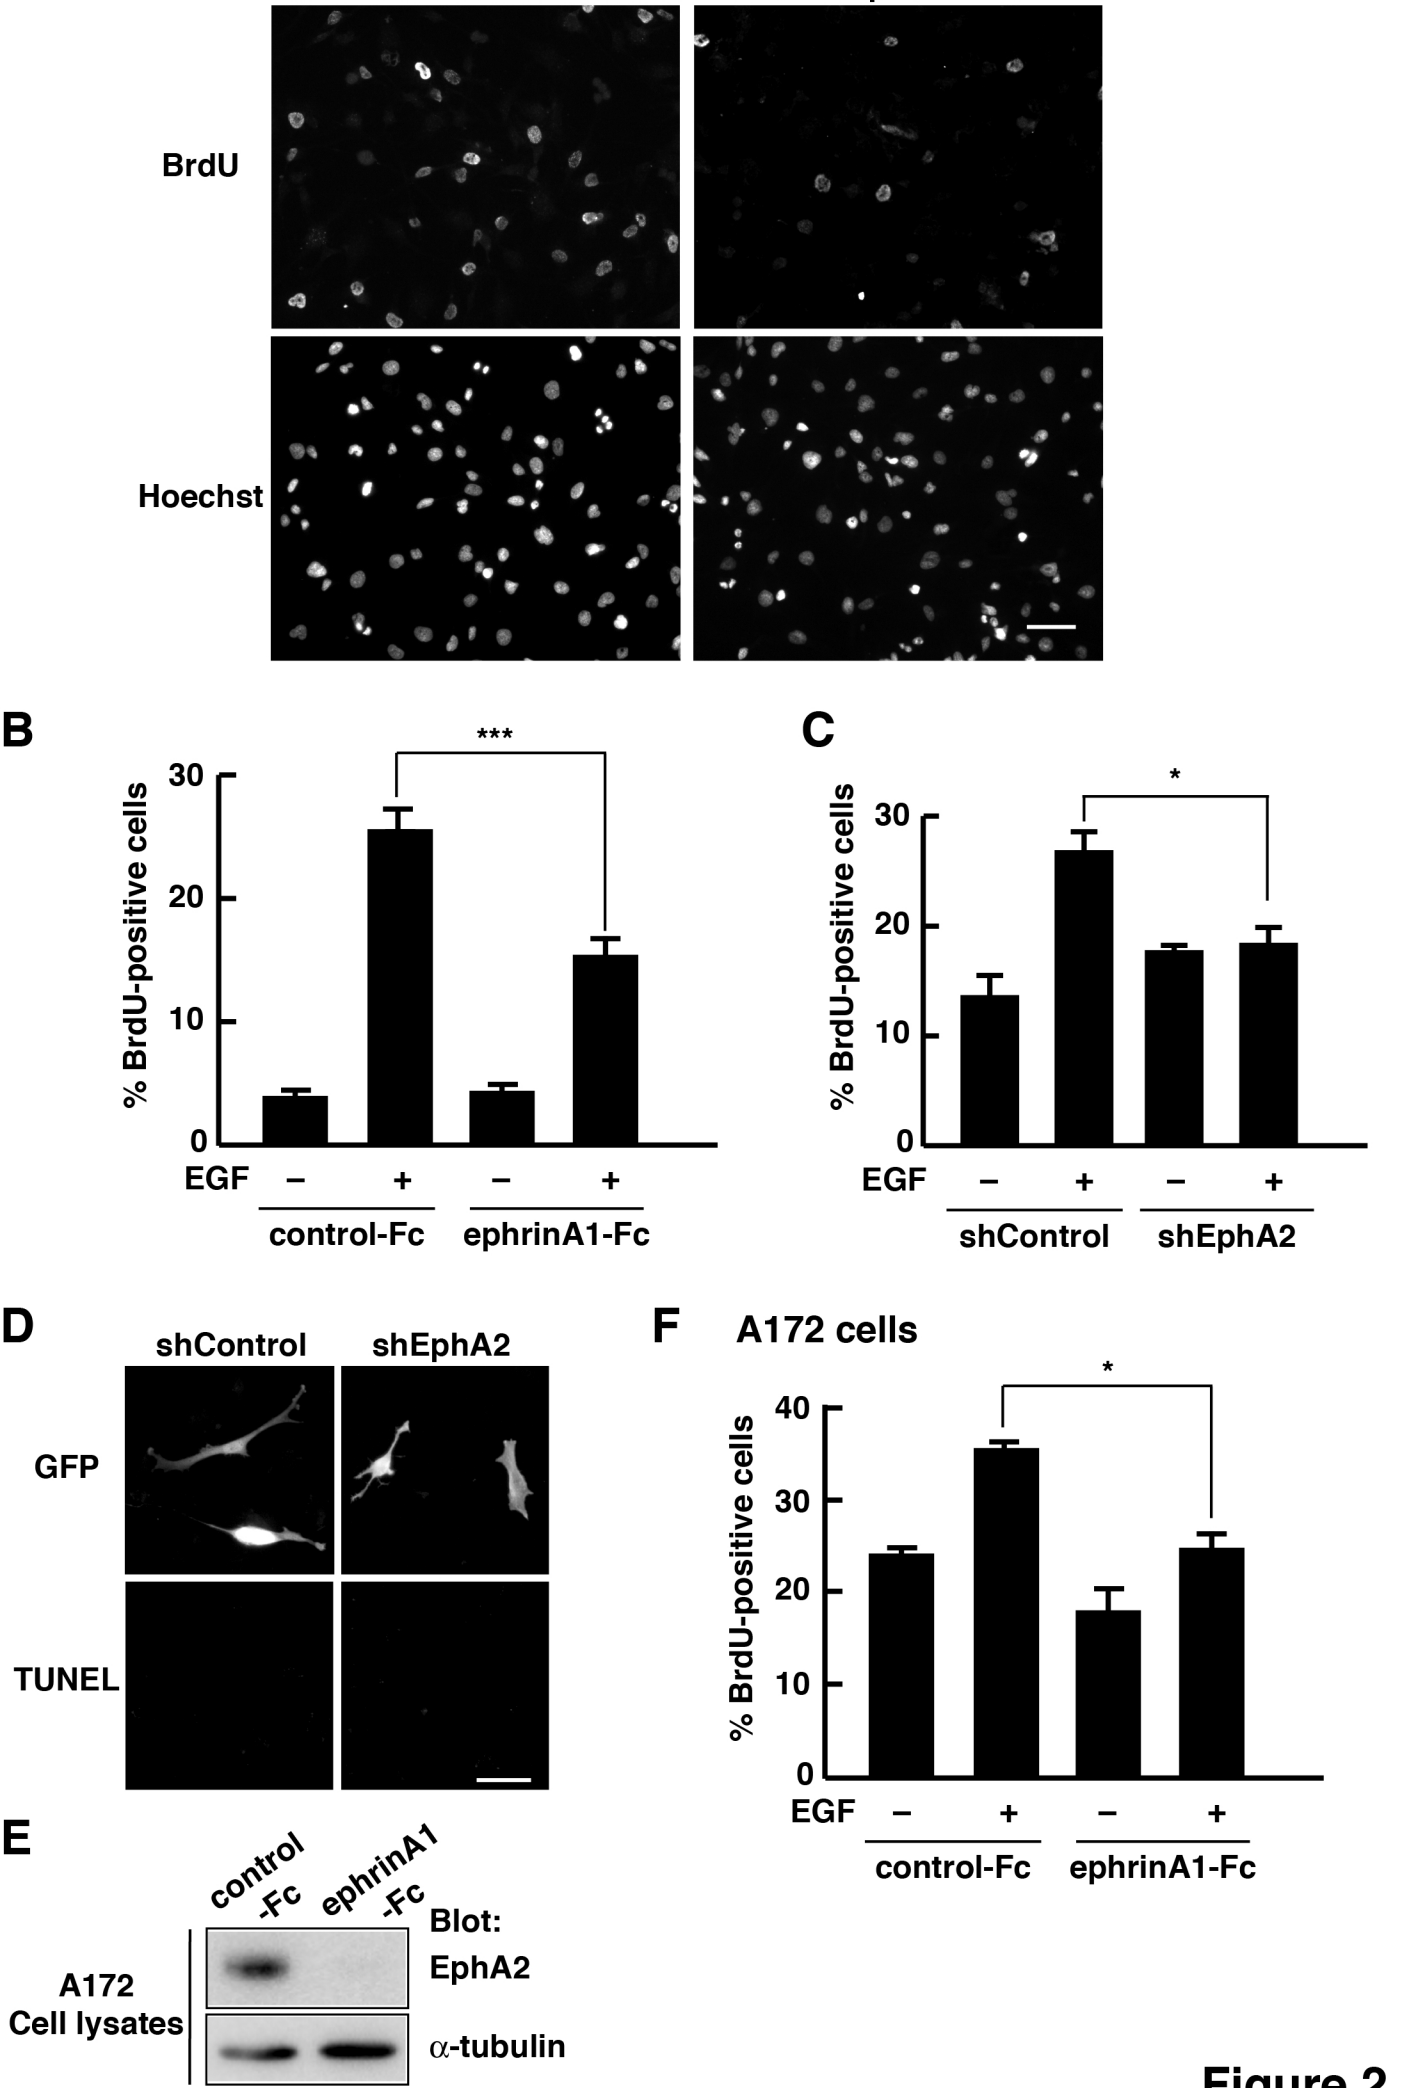 BrdU
Hoechst
B
***
30
20
10
0
% BrdU-positive cells
EGF − + − +
control-Fc ephrinA1-Fc
C
*
30
20
10
0
% BrdU-positive cells
EGF − + − +
shControl shEphA2
D
shControl shEphA2
GFP
TUNEL
E
control
-Fc
ephrinA1
-Fc
Blot:
EphA2
α-tubulin
A172
Cell lysates
F A172 cells
*
40
30
20
10
0
% BrdU-positive cells
EGF − + − +
control-Fc ephrinA1-Fc
Figure 2